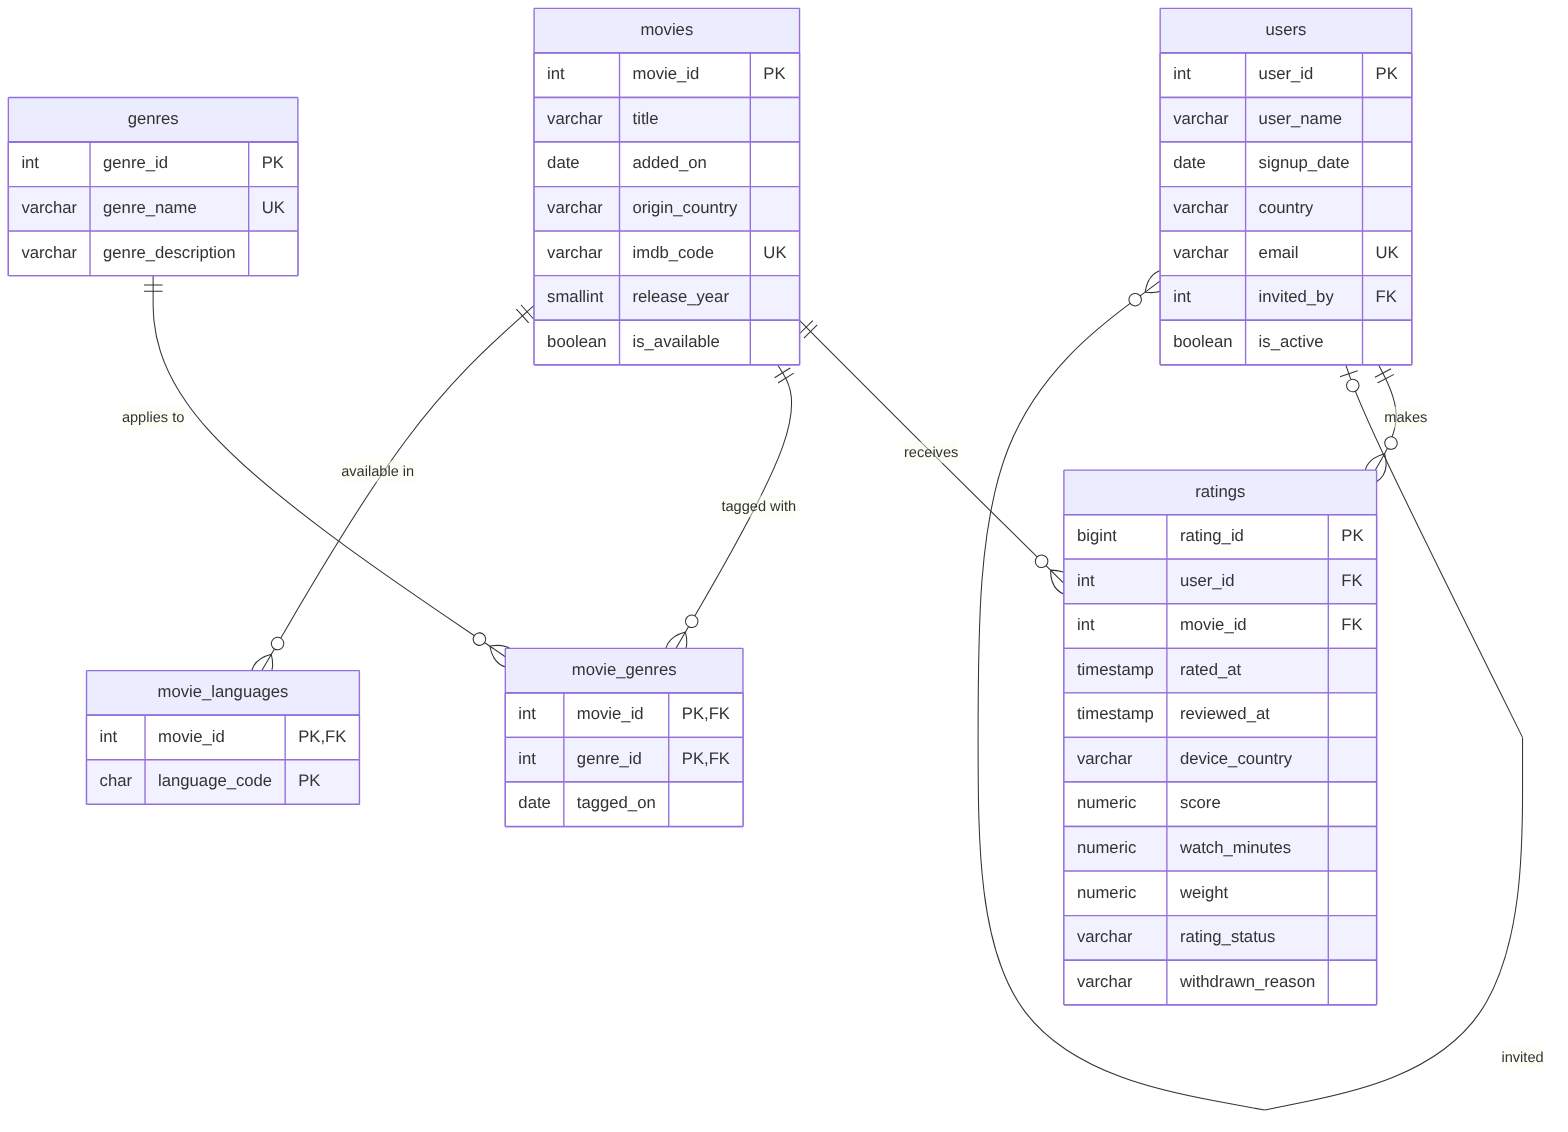 movies
int movie_id PK
varchar title
date added_on
varchar origin_country
varchar imdb_code UK
smallint release_year
boolean is_available
users
int user_id PK
varchar user_name
date signup_date
varchar country
varchar email UK
int invited_by FK
boolean is_active
genres
int genre_id PK
varchar genre_name UK
varchar genre_description
applies to
available in
tagged with
receives
makes
invited
ratings
bigint rating_id PK
int user_id FK
int movie_id FK
timestamp rated_at
timestamp reviewed_at
varchar device_country
numeric score
numeric watch_minutes
numeric weight
varchar rating_status
varchar withdrawn_reason
movie_genres
int movie_id PK,FK
int genre_id PK,FK
date tagged_on
movie_languages
int movie_id PK,FK
char language_code PK